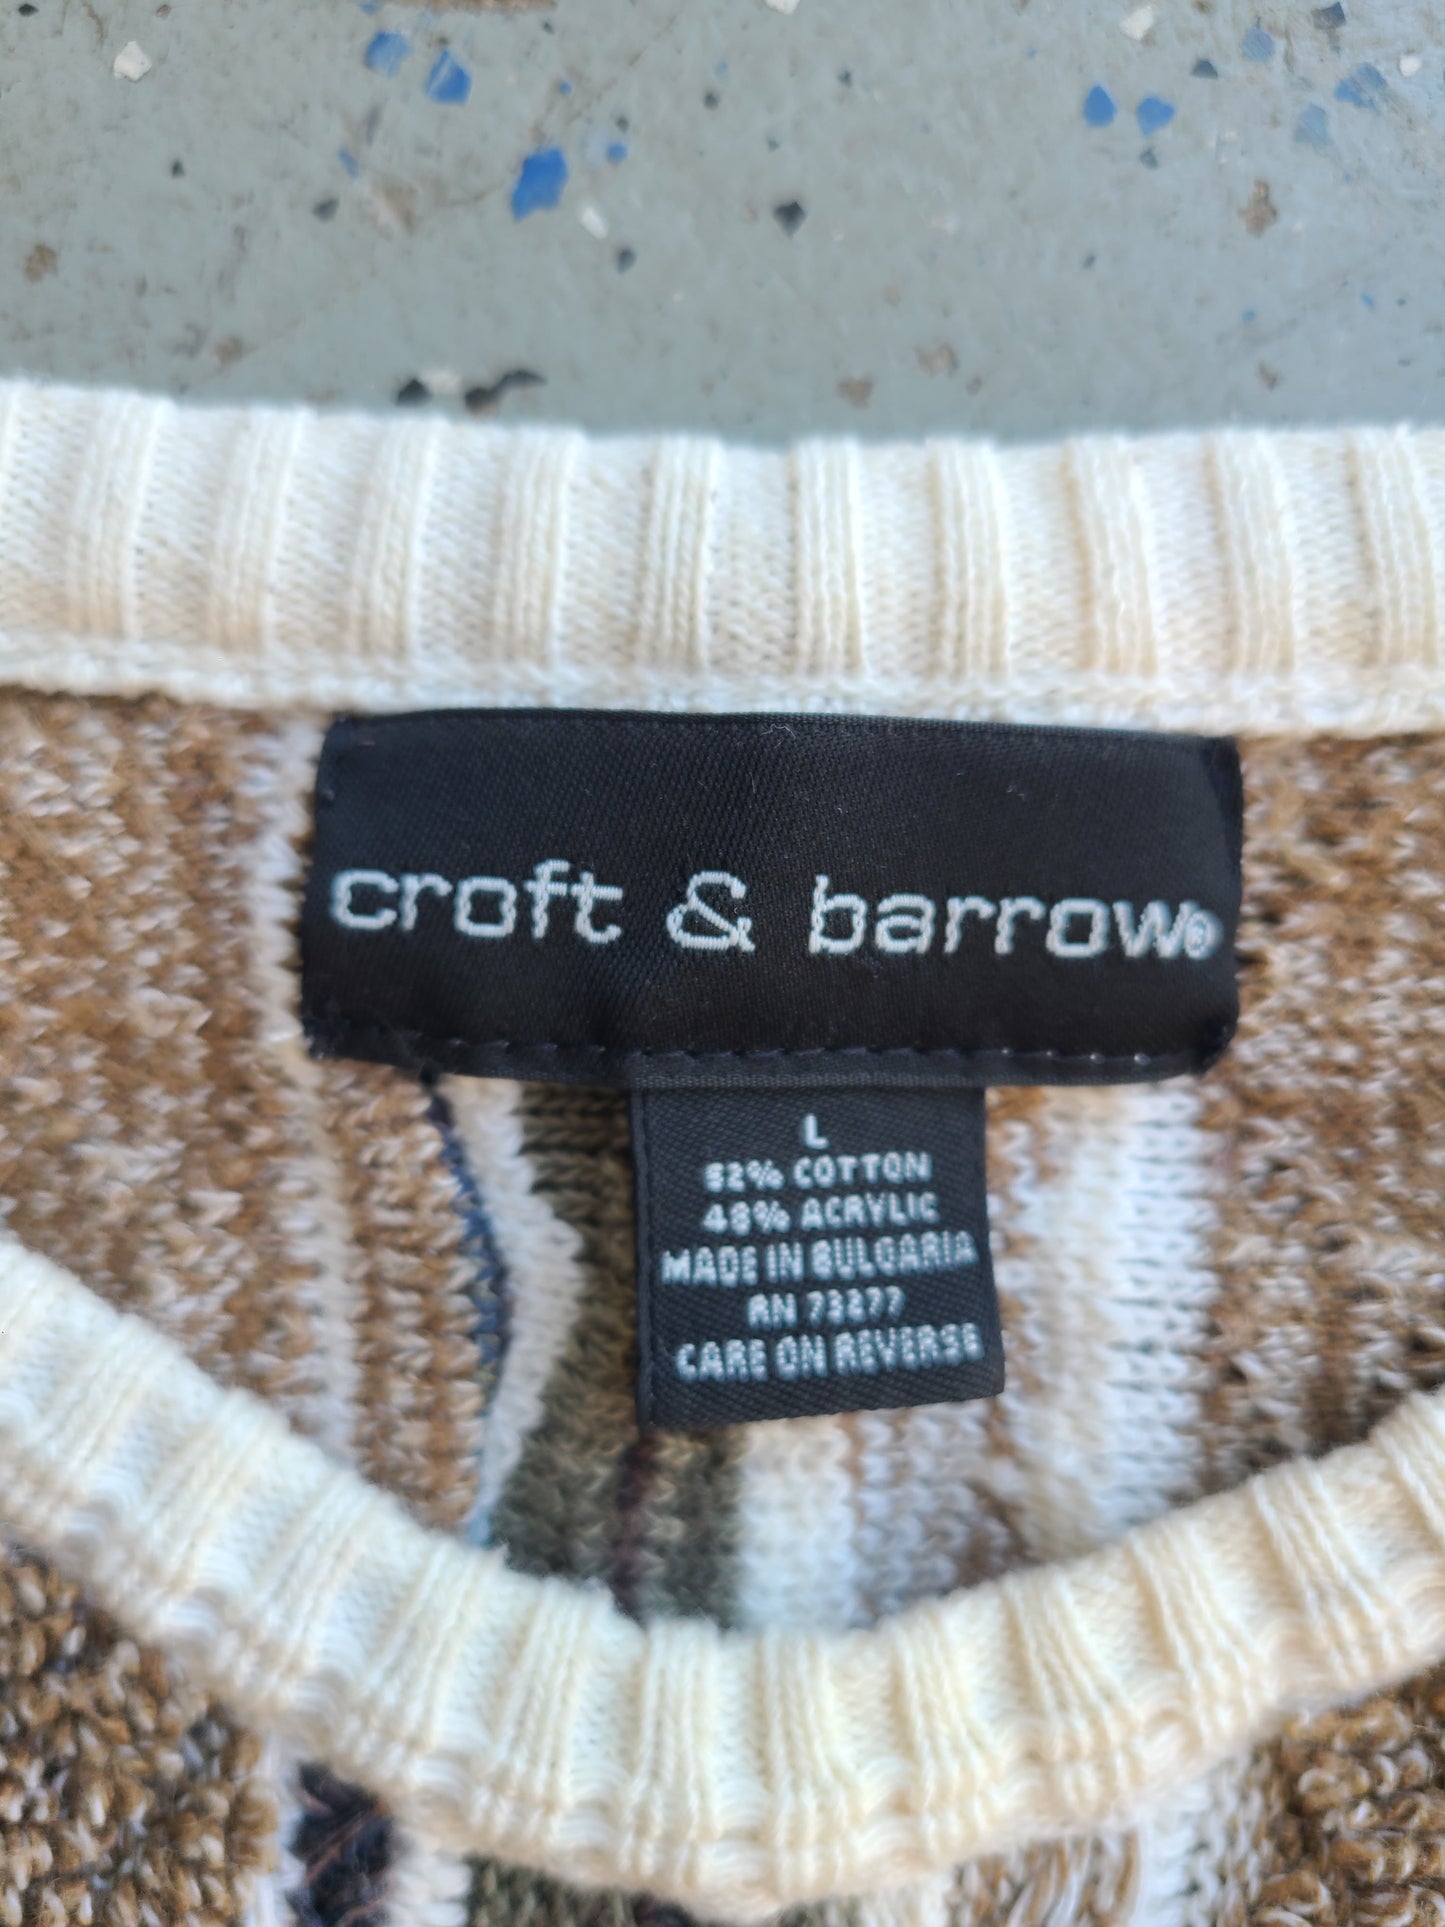 croft & barrow®
L
52% COTTON
48% ACRYLIC
MADE IN BULGARIA
RN 73277
CARE ON REVERSE